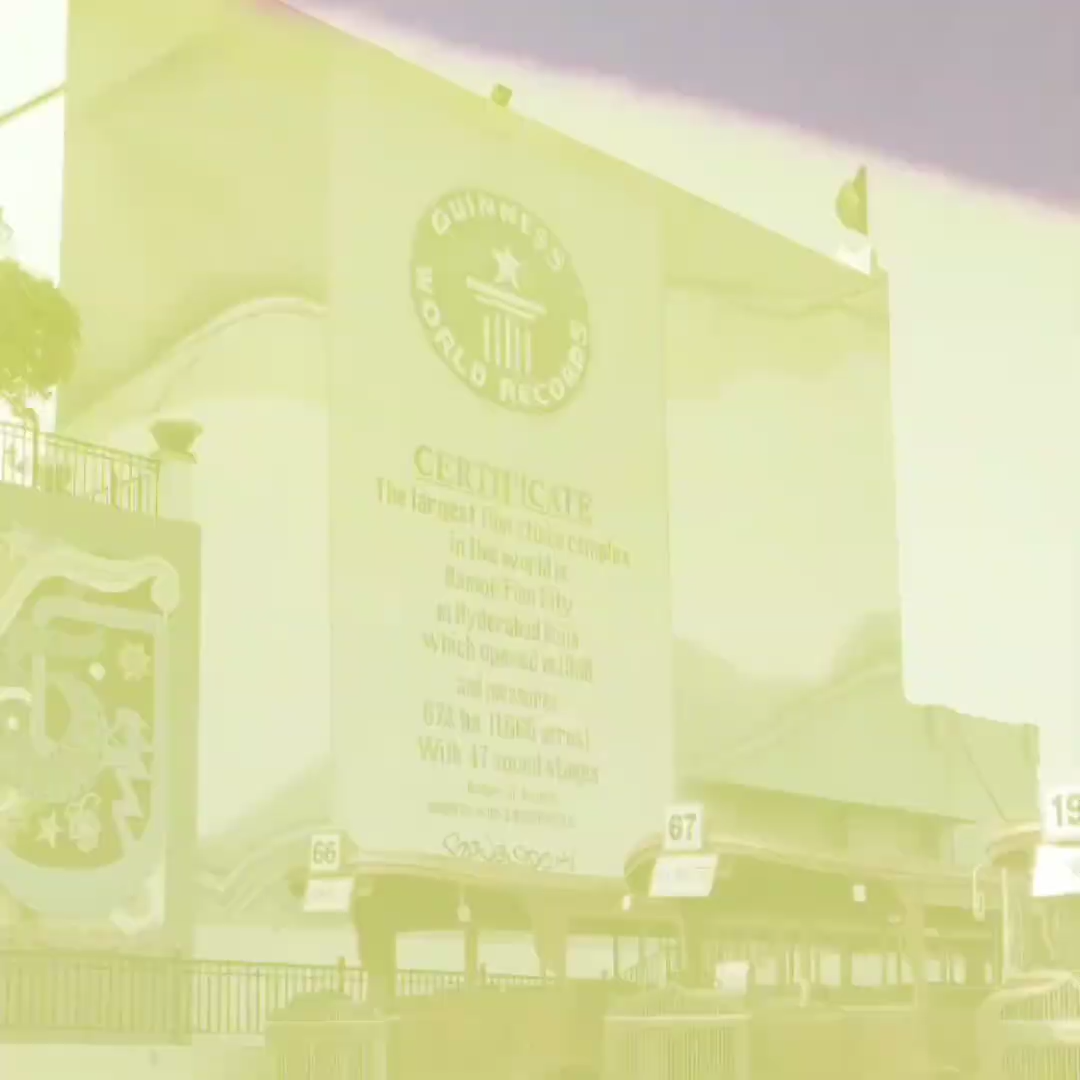 GUINNESS
WORLD RECORDS
CERTIFICATE
The largest film studio complex
in the world is
Ramoji Film City
at Hyderabad India
which opened in
and measures
674 ha (1666 acres)
With 47 sound stages
66
67
19